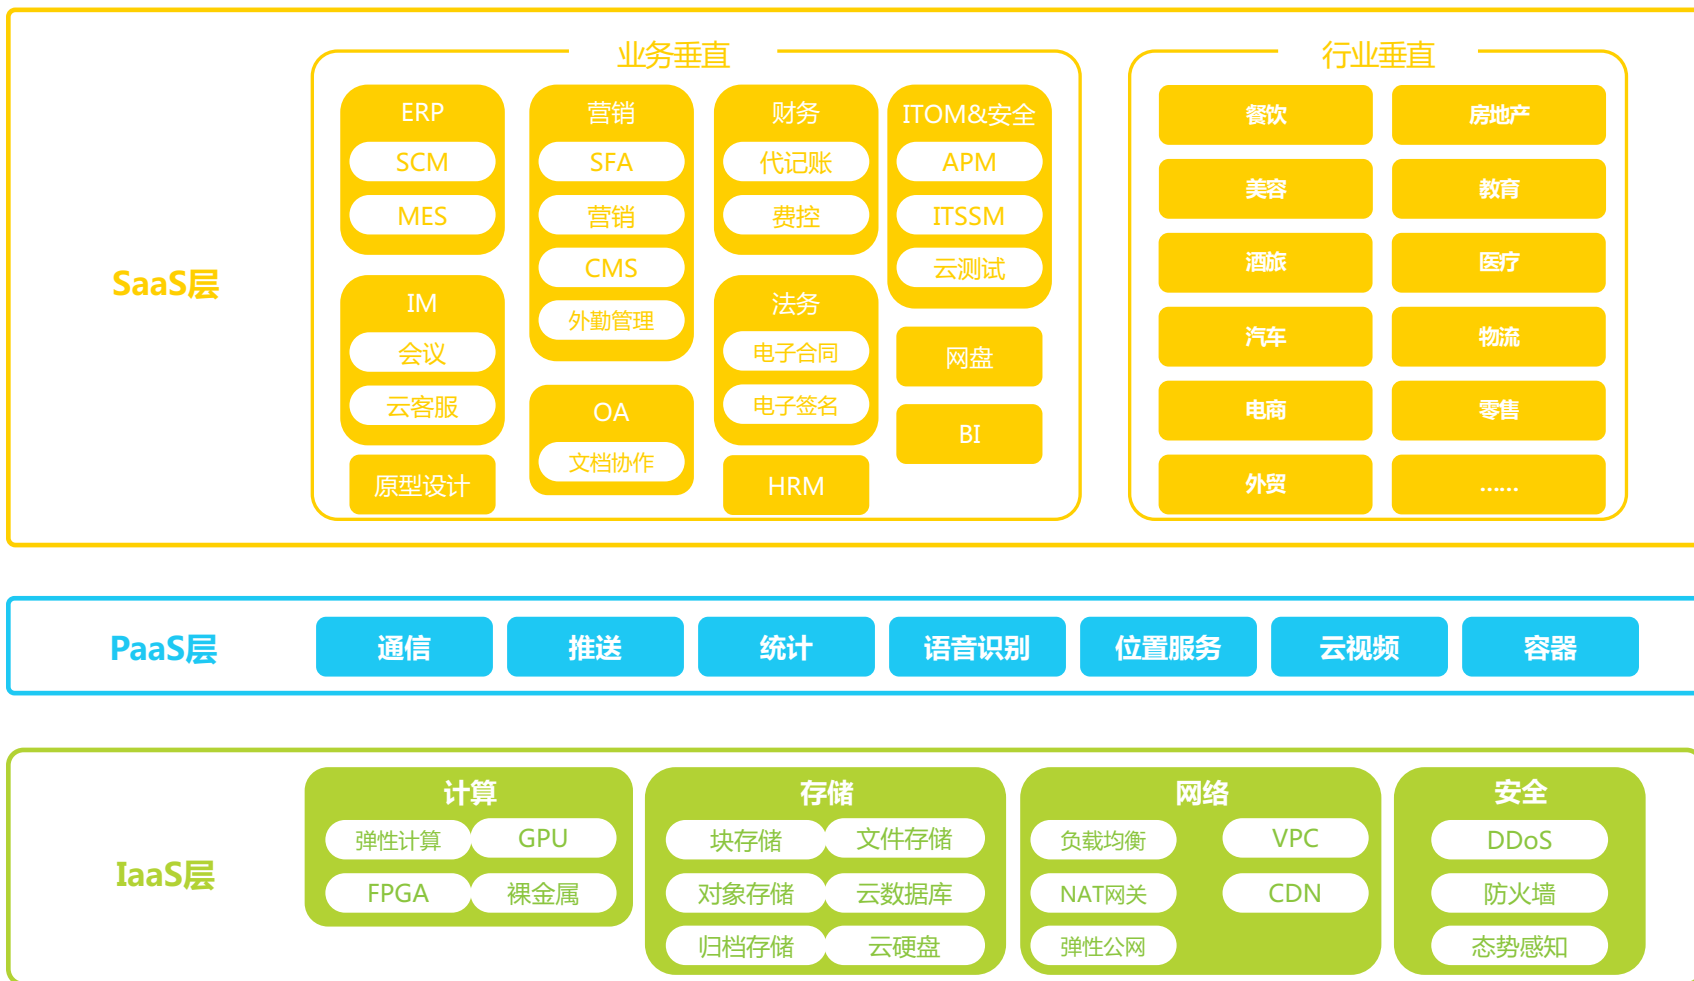 业务垂直
行业垂直
SaaS层
ERP
SCM
MES
IM
会议
云客服
原型设计
营销
SFA
营销
CMS
外勤管理
OA
文档协作
财务
代记账
费控
法务
电子合同
电子签名
HRM
ITOM&安全
APM
ITSSM
云测试
网盘
BI
餐饮
房地产
美容
教育
酒旅
医疗
汽车
物流
电商
零售
外贸
……
PaaS层
通信
推送
统计
语音识别
位置服务
云视频
容器
IaaS层
计算
弹性计算
GPU
FPGA
裸金属
存储
块存储
文件存储
对象存储
云数据库
归档存储
云硬盘
网络
负载均衡
VPC
NAT网关
CDN
弹性公网
安全
DDoS
防火墙
态势感知